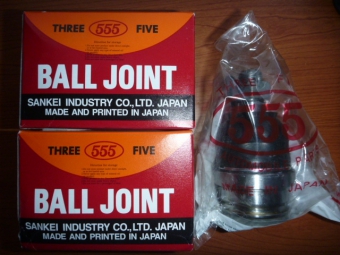 THREE 555 FIVE
BALL JOINT
SANKEI INDUSTRY CO.,LTD. JAPAN
MADE AND PRINTED IN JAPAN
THREE 555 FIVE
BALL JOINT
SANKEI INDUSTRY CO.,LTD. JAPAN
MADE AND PRINTED IN JAPAN
555
JAPAN